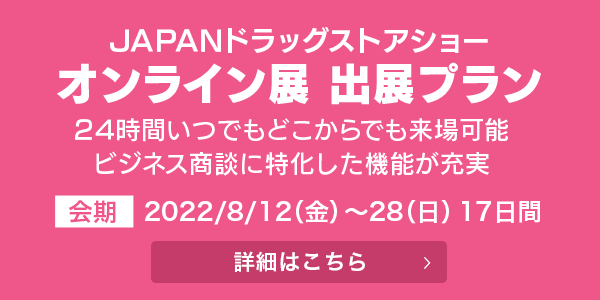 JAPANドラッグストアショー
オンライン展 出展プラン
24時間いつでもどこからでも来場可能
ビジネス商談に特化した機能が充実
会期 2022/8/12(金)～28(日) 17日間
詳細はこちら